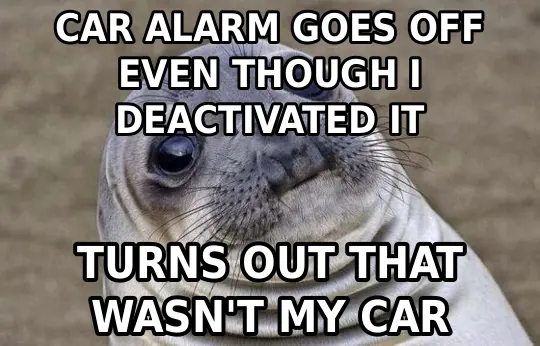 CAR ALARM GOES OFF
EVEN THOUGH I
DEACTIVATED IT
TURNS OUT THAT
WASN'T MY CAR